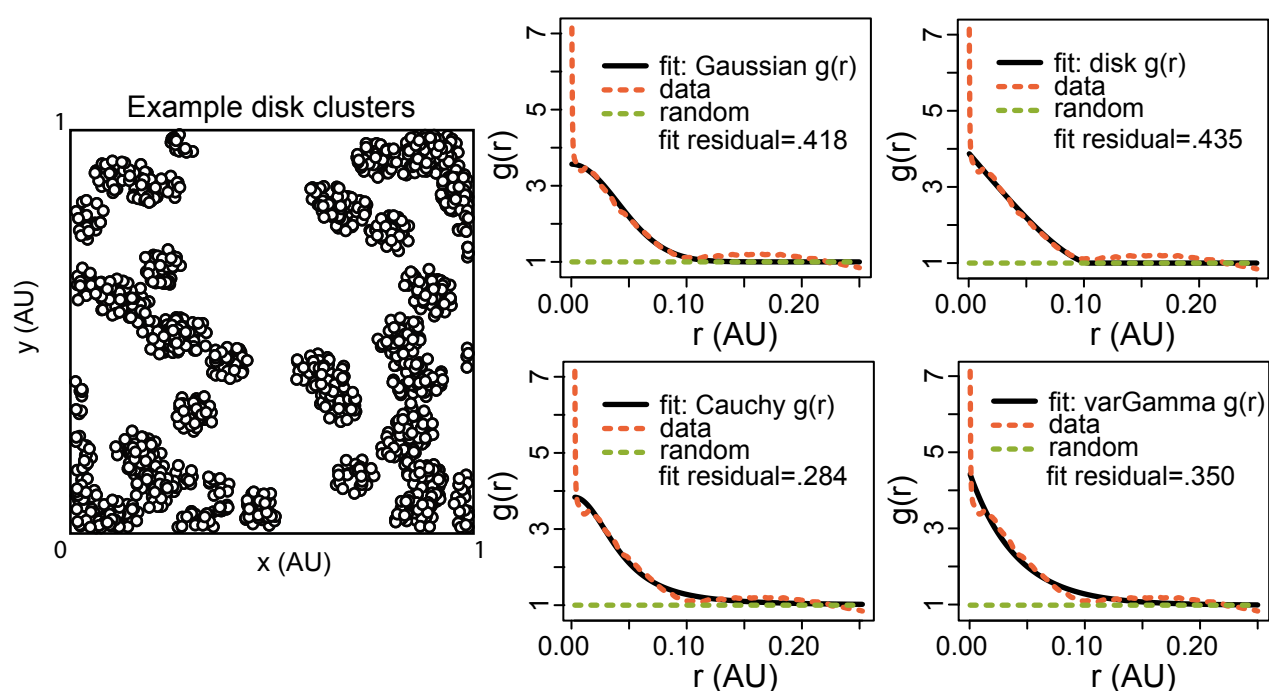 Example disk clusters
1
y (AU)
0
x (AU)
1
7
5
3
1
g(r)
fit: Gaussian g(r)
data
random
fit residual=.418
0.00
0.10
0.20
r (AU)
7
5
3
1
g(r)
fit: disk g(r)
data
random
fit residual=.435
0.00
0.10
0.20
r (AU)
7
5
3
1
g(r)
fit: Cauchy g(r)
data
random
fit residual=.284
0.00
0.10
0.20
r (AU)
7
5
3
1
g(r)
fit: varGamma g(r)
data
random
fit residual=.350
0.00
0.10
0.20
r (AU)